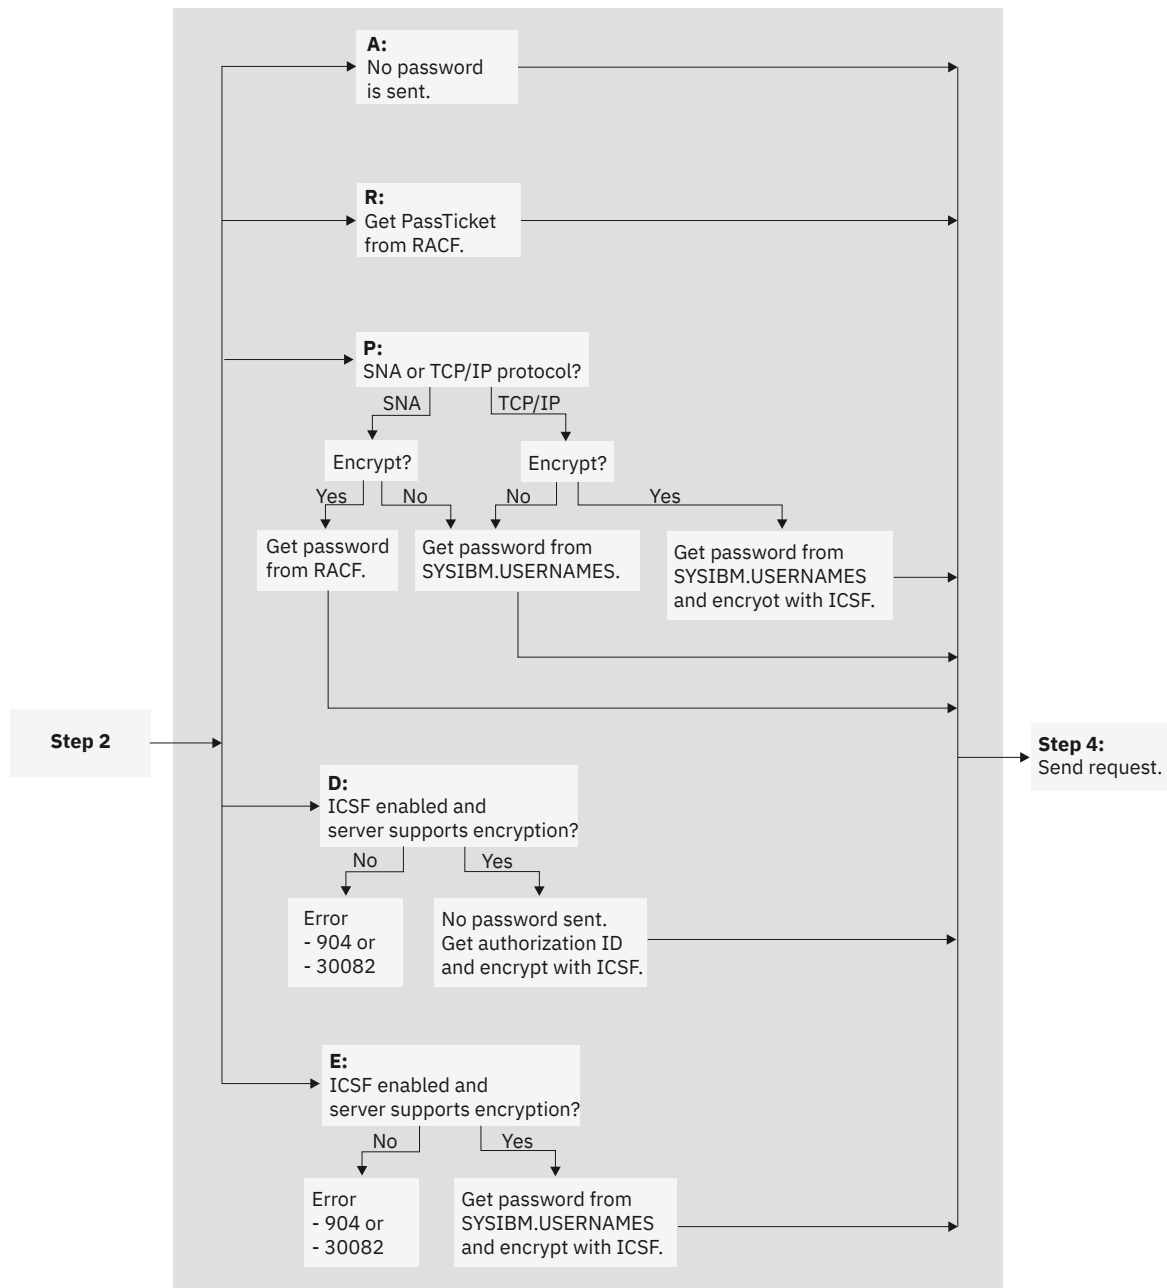 A:
No password
is sent.
R:
Get PassTicket
from RACF.
P:
SNA or TCP/IP protocol?
SNA
TCP/IP
Encrypt?
Encrypt?
Yes
No
No
Yes
Get password
from RACF.
Get password from
SYSIBM.USERNAMES.
Get password from
SYSIBM.USERNAMES
and encryot with ICSF.
Step 2
Step 4:
Send request.
D:
ICSF enabled and
server supports encryption?
No
Yes
Error
- 904 or
- 30082
No password sent.
Get authorization ID
and encrypt with ICSF.
E:
ICSF enabled and
server supports encryption?
No
Yes
Error
- 904 or
- 30082
Get password from
SYSIBM.USERNAMES
and encrypt with ICSF.